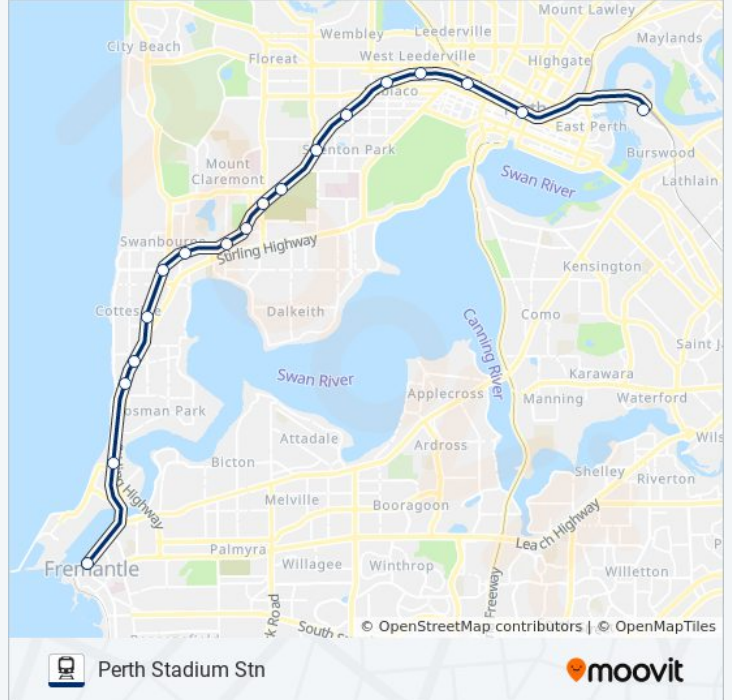 Mount Lawley
Wembley
Leederville
City Beach
Floreat
West Leederville
Maylands
Highgate
East Perth
Burswood
Mount
Claremont
Swan River
Lathlain
Swanbourne
Stirling Highway
Kensington
Dalkeith
Como
Canning River
Saint J
Swan River
Karawara
Applecross
Manning
Waterford
Attadale
Ardross
Bicton
Shelley
Riverton
Highway
Melville
Booragoon
Leach Highway
Palmyra
Fremantle
Willagee
Winthrop
Willetton
Freeway
© OpenStreetMap contributors | © OpenMapTiles
Perth Stadium Stn
moovit